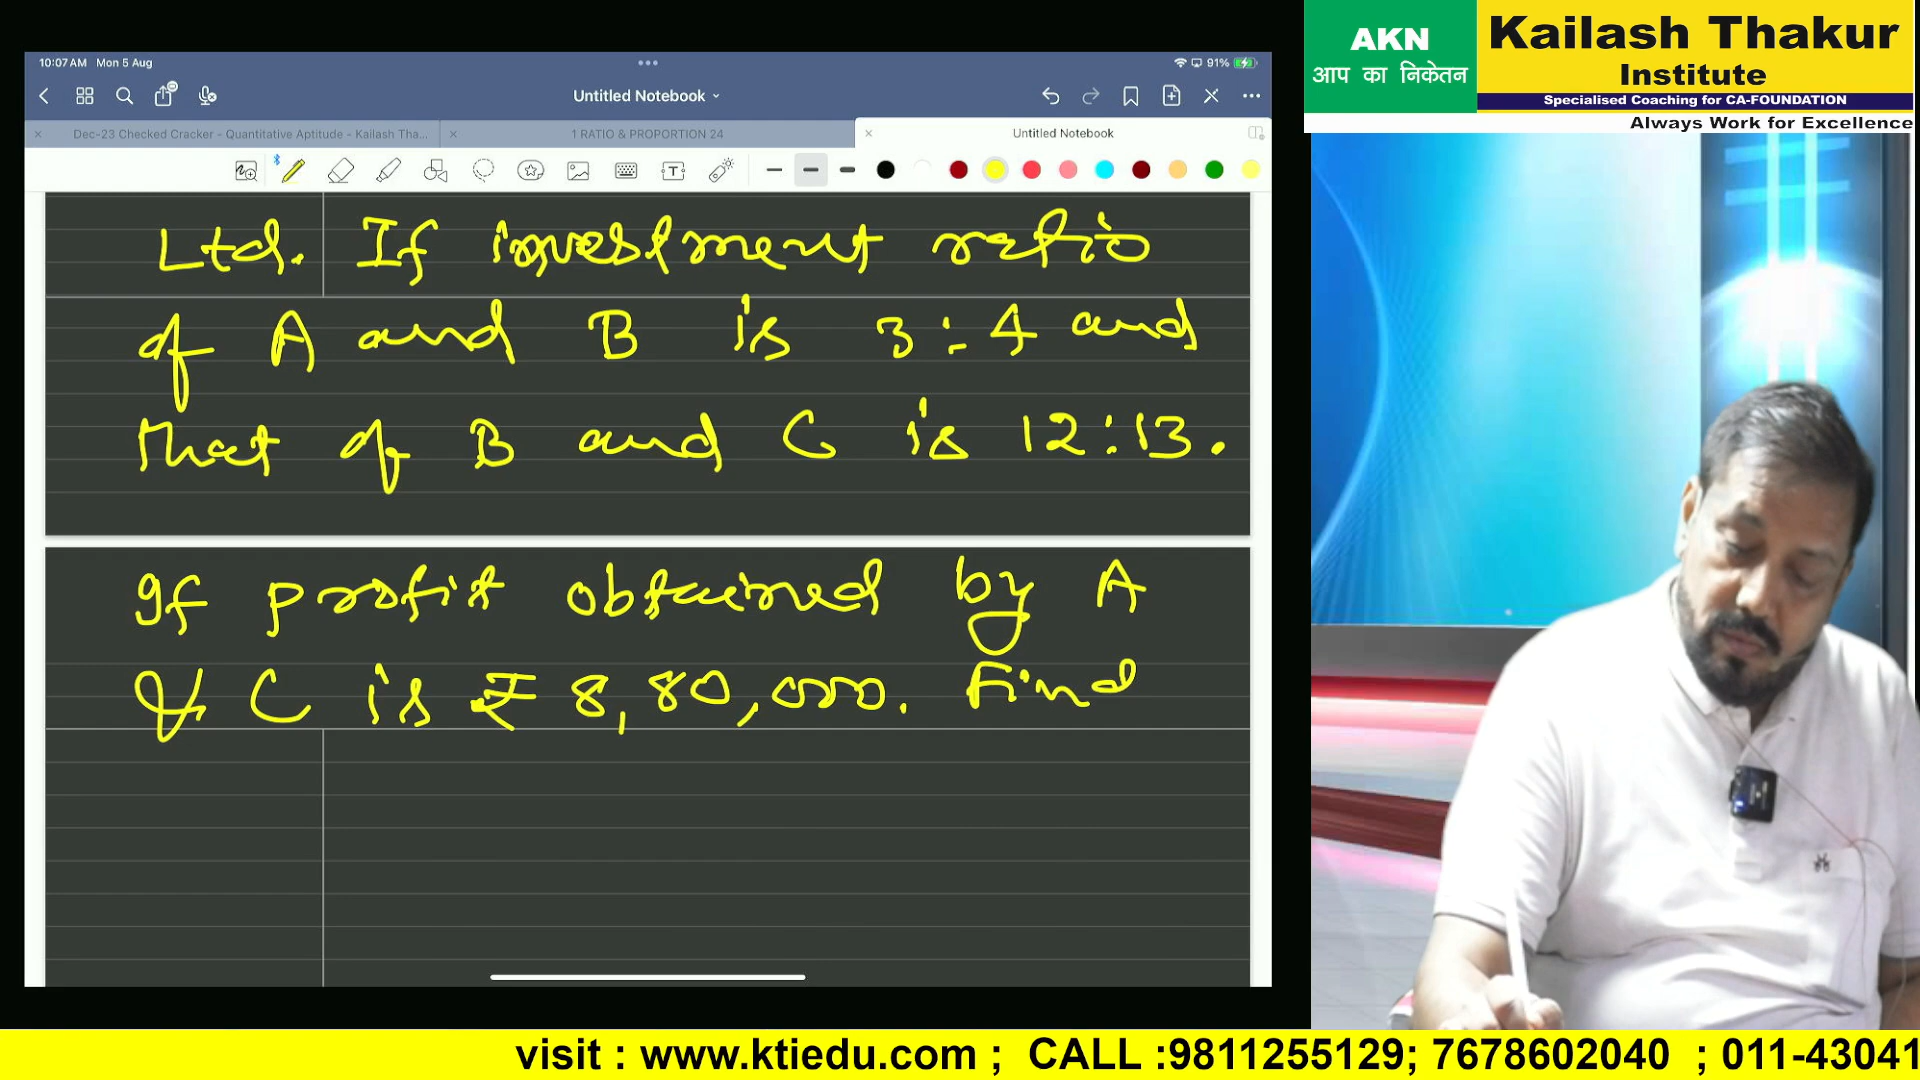 AKN
आप का निकेतन
Kailash Thakur
Institute
Specialised Coaching for CA-FOUNDATION
Always Work for Excellence
10:07 AM Mon 5 Aug
91%
Untitled Notebook
Dec-23 Checked Cracker - Quantitative Aptitude - Kailash Tha...
1 RATIO & PROPORTION 24
Untitled Notebook
Ltd. If investment ratio
of A and B is 3:4 and
that of B and C is 12:13.
If profit obtained by A
& C is ₹ 8,80,000. Find
visit : www.ktiedu.com ; CALL :9811255129; 7678602040 ; 011-43041